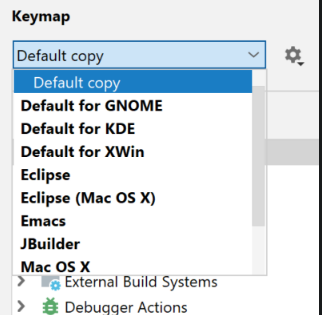 Keymap
Default copy
Default copy
Default for GNOME
Default for KDE
Default for XWin
Eclipse
Eclipse (Mac OS X)
Emacs
JBuilder
Mac OS X
External Build Systems
Debugger Actions